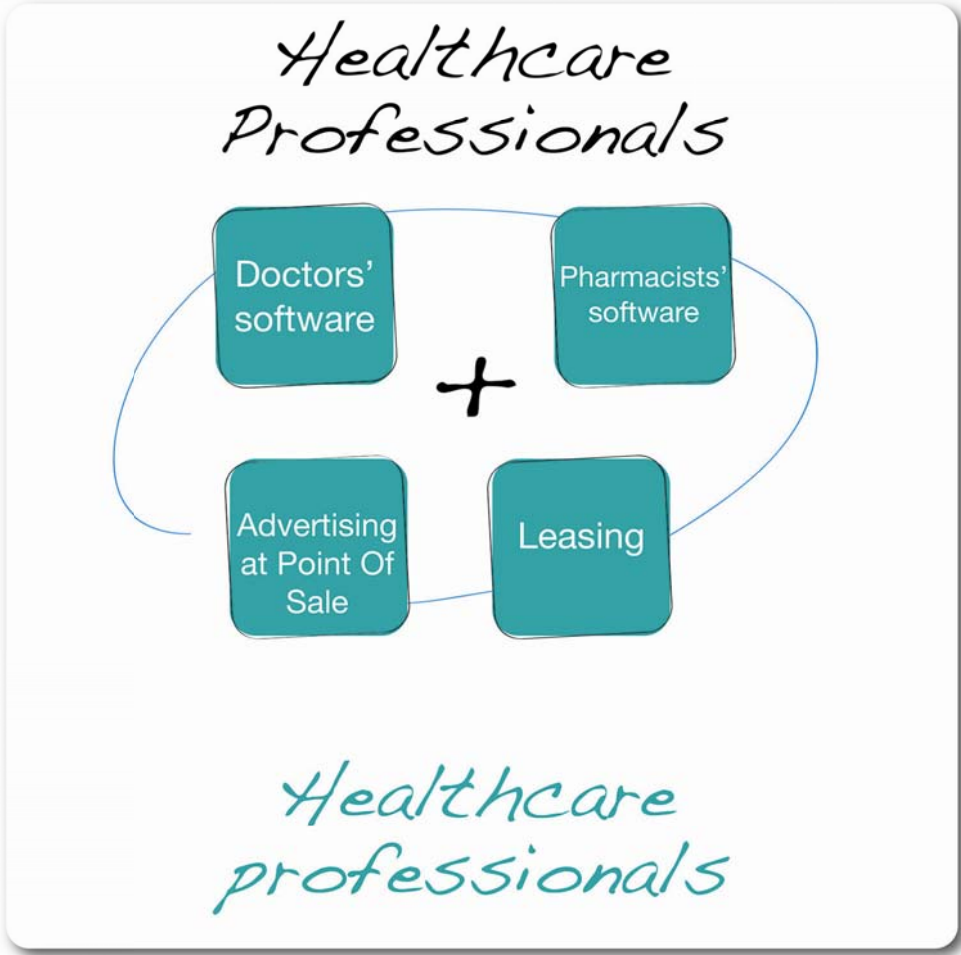 Healthcare
Professionals
Doctors’
software
Pharmacists’
software
+
Advertising
at Point Of
Sale
Leasing
Healthcare
professionals